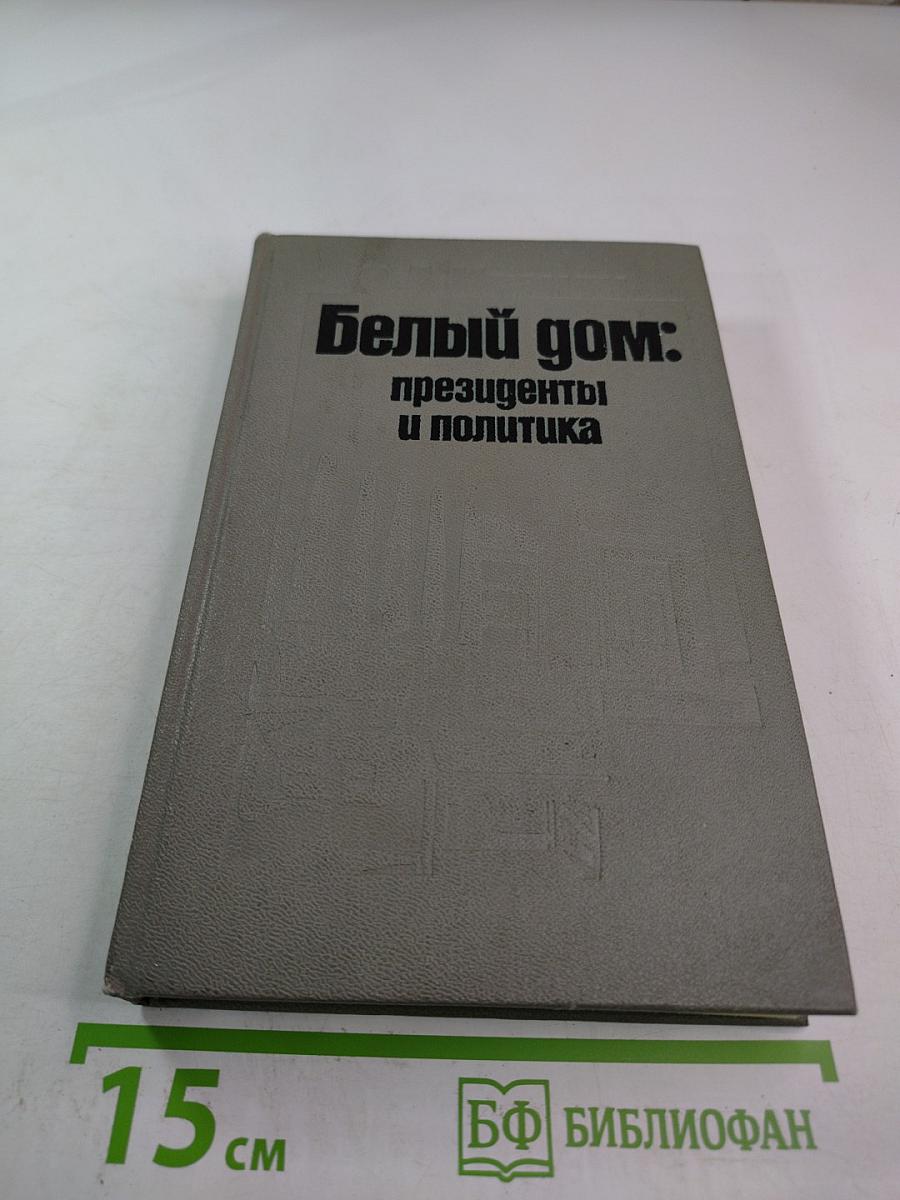 Белый дом:
президенты
и политика
15 см
БФ БИБЛИОФАН